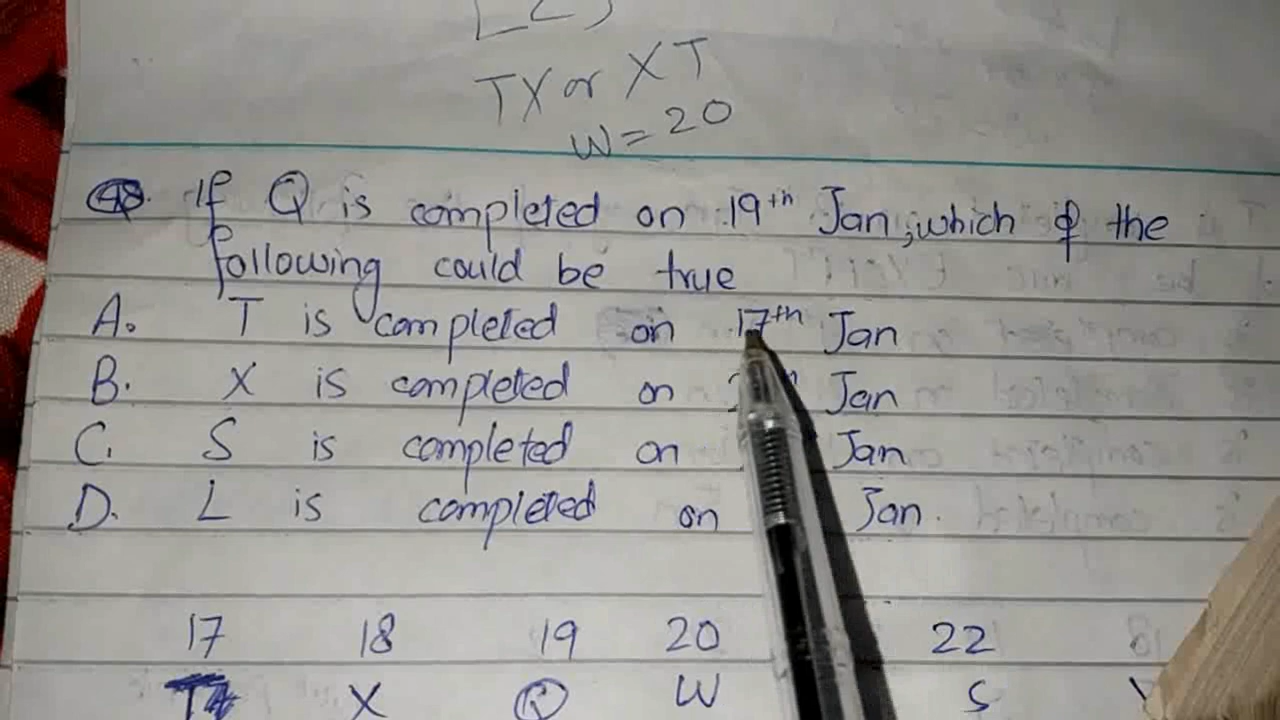 TX or XT
W = 20
Q8. If Q is completed on 19th Jan, which of the
following could be true
A. T is completed on 17th Jan
B. X is completed on Jan
C. S is completed on Jan
D. L is completed on Jan.
17 18 19 20 22 18
X Q W S